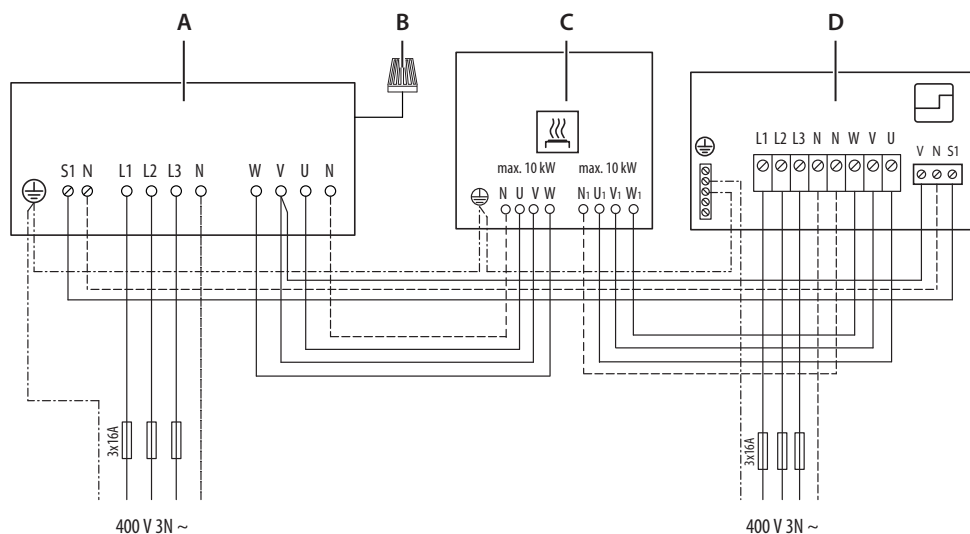 A B C D
L1 L2 L3 N N W V U
V N S1
max. 10 kW max. 10 kW
S1 N L1 L2 L3 N W V U N
N U V W N1 U1 V1 W1
3x16A
3x16A
400 V 3N ~ 400 V 3N ~